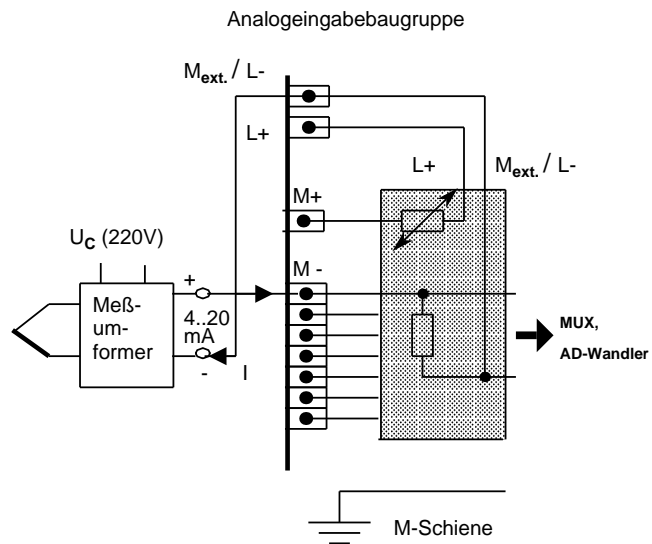 Analogeingabebaugruppe
Mext. / L-
L+
L+
Mext. / L-
M+
UC (220V)
M -
+
Meß-
um-
former
4..20
mA
-
I
MUX,
AD-Wandler
M-Schiene